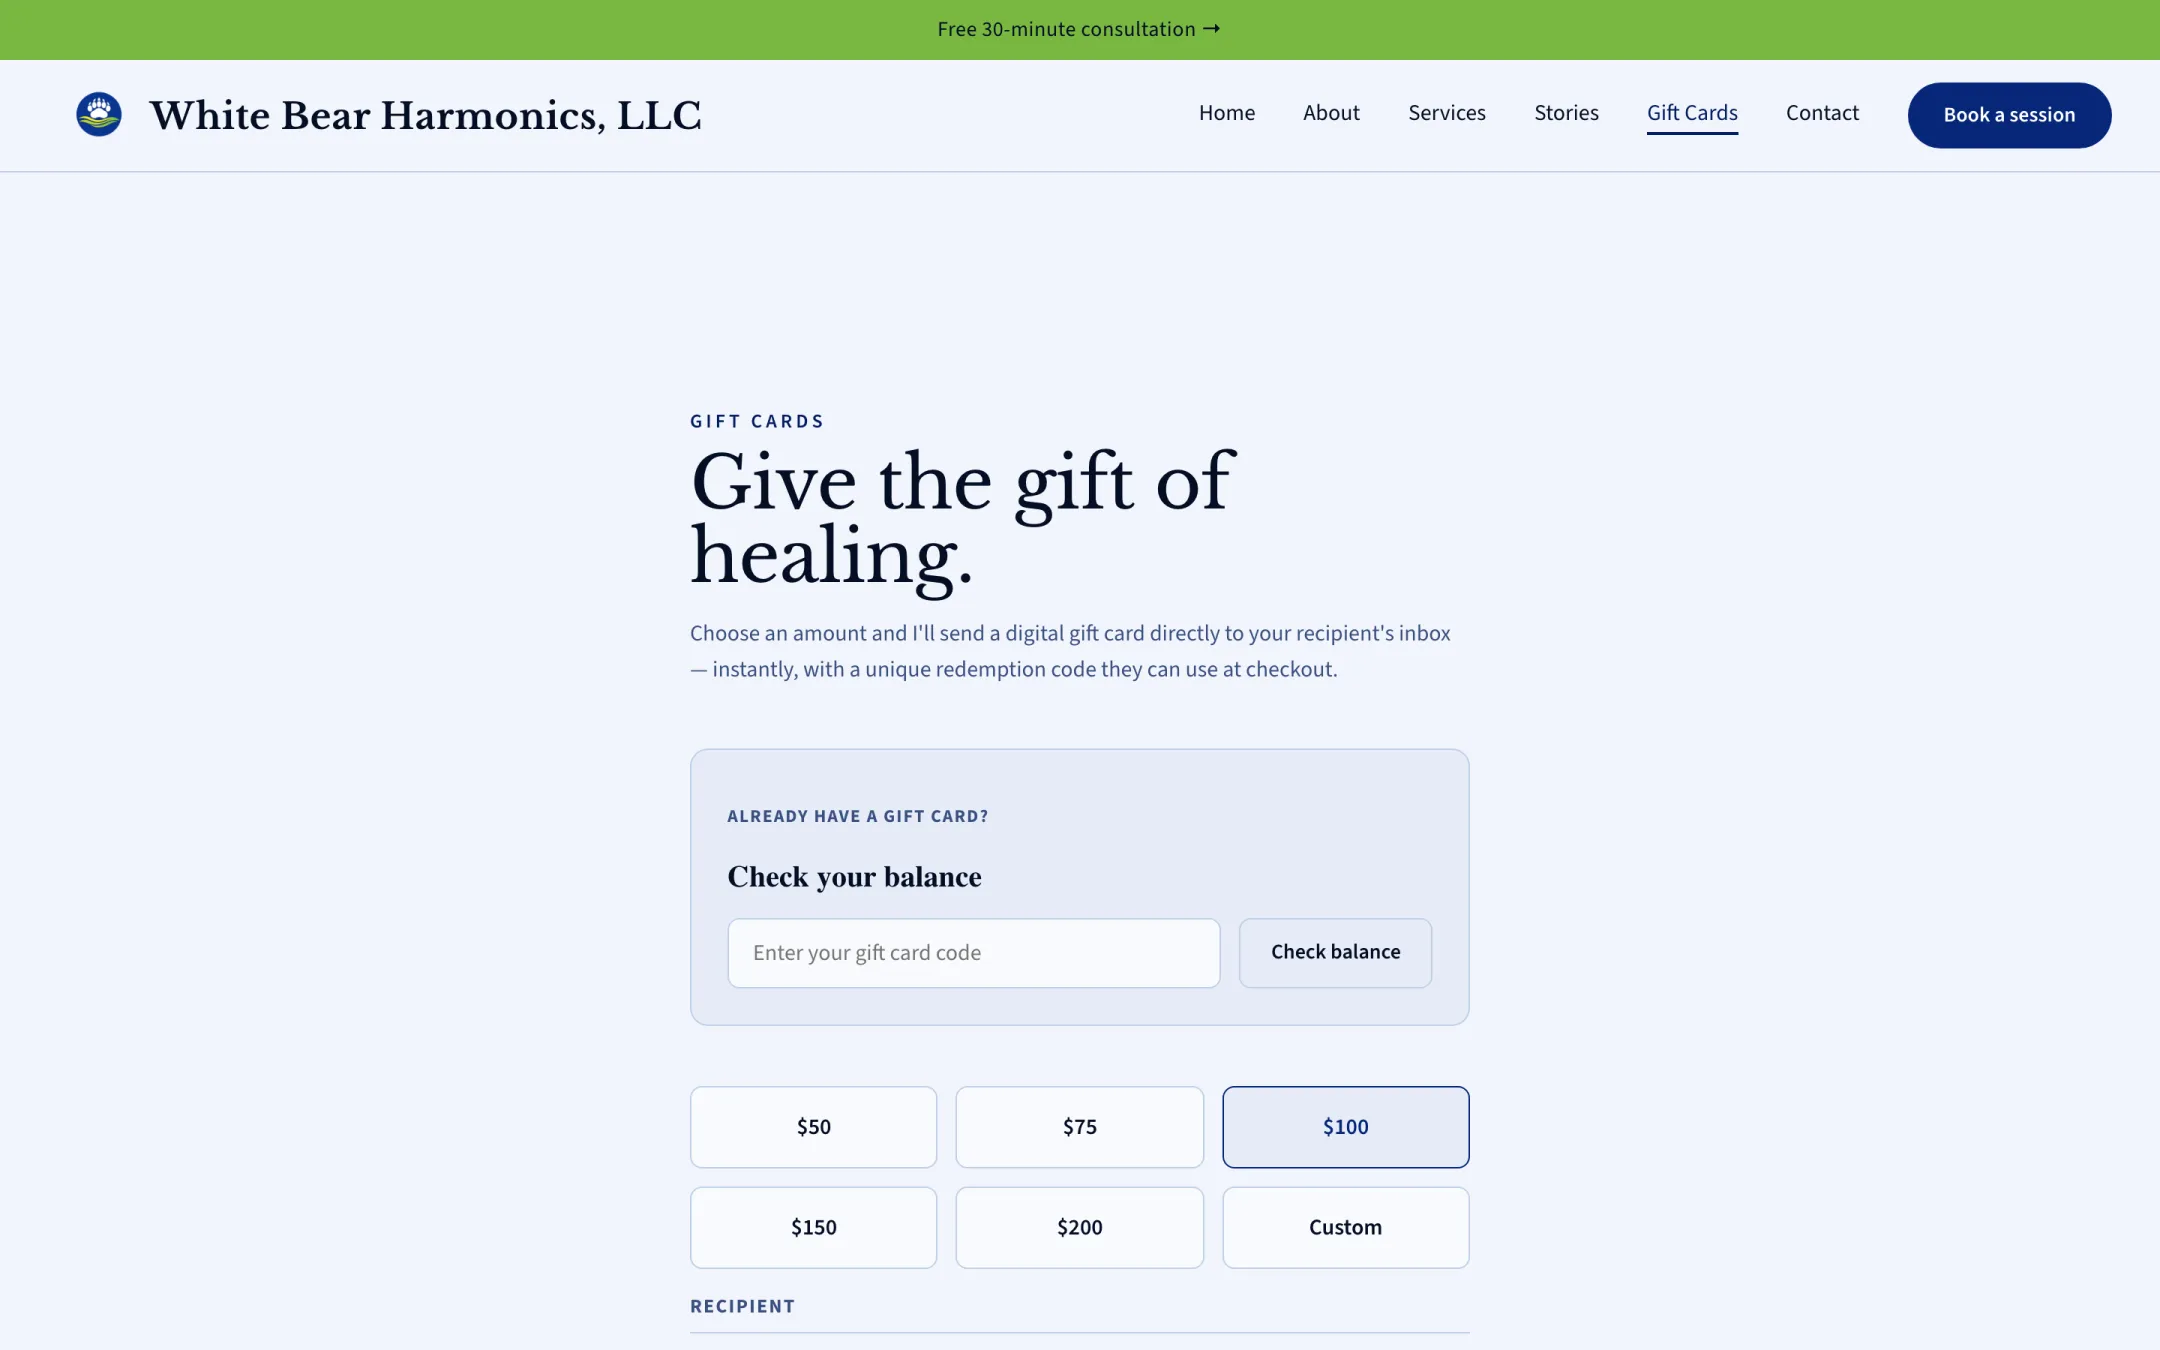 Free 30-minute consultation →
White Bear Harmonics, LLC
Home
About
Services
Stories
Gift Cards
Contact
Book a session
GIFT CARDS
Give the gift of
healing.
Choose an amount and I'll send a digital gift card directly to your recipient's inbox
— instantly, with a unique redemption code they can use at checkout.
ALREADY HAVE A GIFT CARD?
Check your balance
Enter your gift card code
Check balance
$50
$75
$100
$150
$200
Custom
RECIPIENT